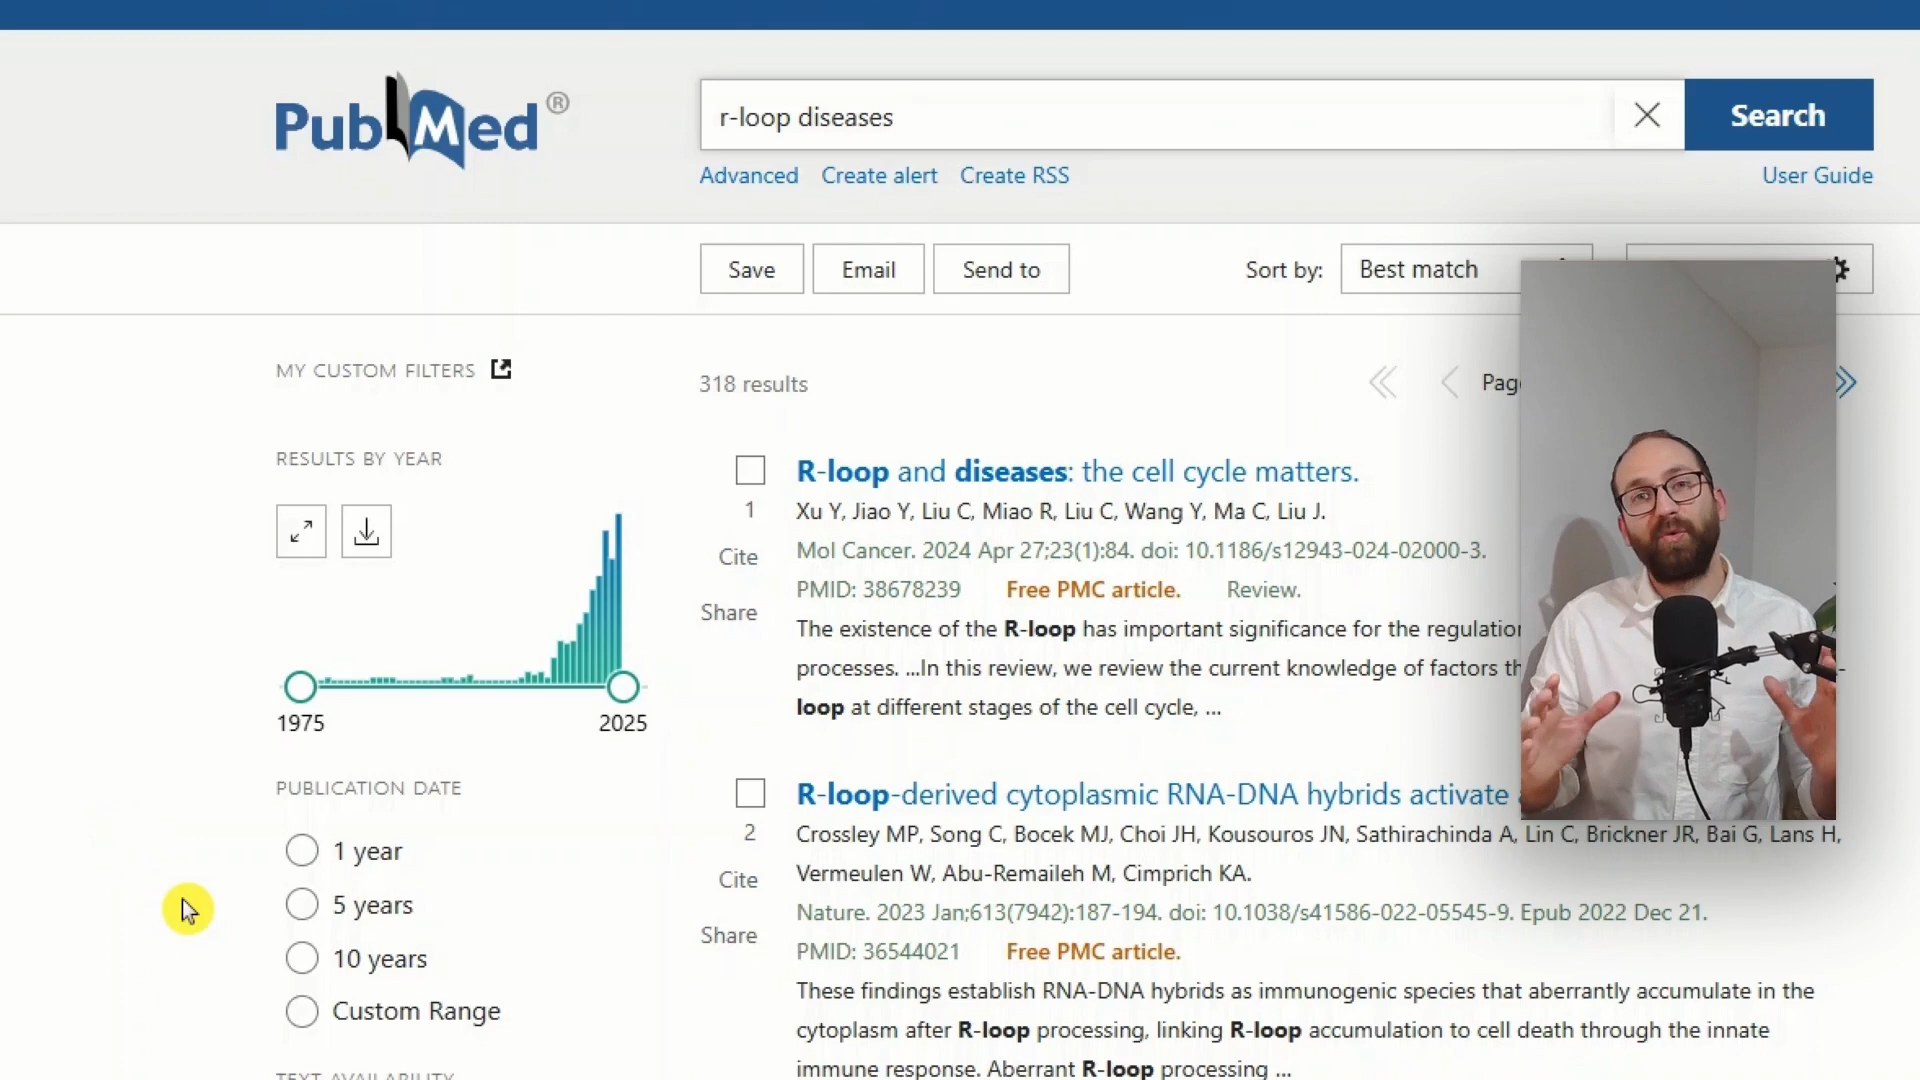 PubMed®
r-loop diseases
Search
Advanced Create alert Create RSS
User Guide
Save Email Send to
Sort by: Best match
MY CUSTOM FILTERS
318 results
RESULTS BY YEAR
1975 2025
PUBLICATION DATE
1 year
5 years
10 years
Custom Range
TEXT AVAILABILITY
R-loop and diseases: the cell cycle matters.
1
Xu Y, Jiao Y, Liu C, Miao R, Liu C, Wang Y, Ma C, Liu J.
Cite
Mol Cancer. 2024 Apr 27;23(1):84. doi: 10.1186/s12943-024-02000-3.
PMID: 38678239 Free PMC article. Review.
Share
The existence of the R-loop has important significance for the
processes. ...In this review, we review the current knowledge of factors
loop at different stages of the cell cycle, ...
R-loop-derived cytoplasmic RNA-DNA hybrids activate
2
Crossley MP, Song C, Bocek MJ, Choi JH, Kousouros JN, Sathirachinda A, Lin C, Brickner JR, Bai G, Lans H,
Vermeulen W, Abu-Remaileh M, Cimprich KA.
Cite
Nature. 2023 Jan;613(7942):187-194. doi: 10.1038/s41586-022-05545-9. Epub 2022 Dec 21.
Share
PMID: 36544021 Free PMC article.
These findings establish RNA-DNA hybrids as immunogenic species that aberrantly accumulate in the
cytoplasm after R-loop processing, linking R-loop accumulation to cell death through the innate
immune response. Aberrant R-loop processing ...